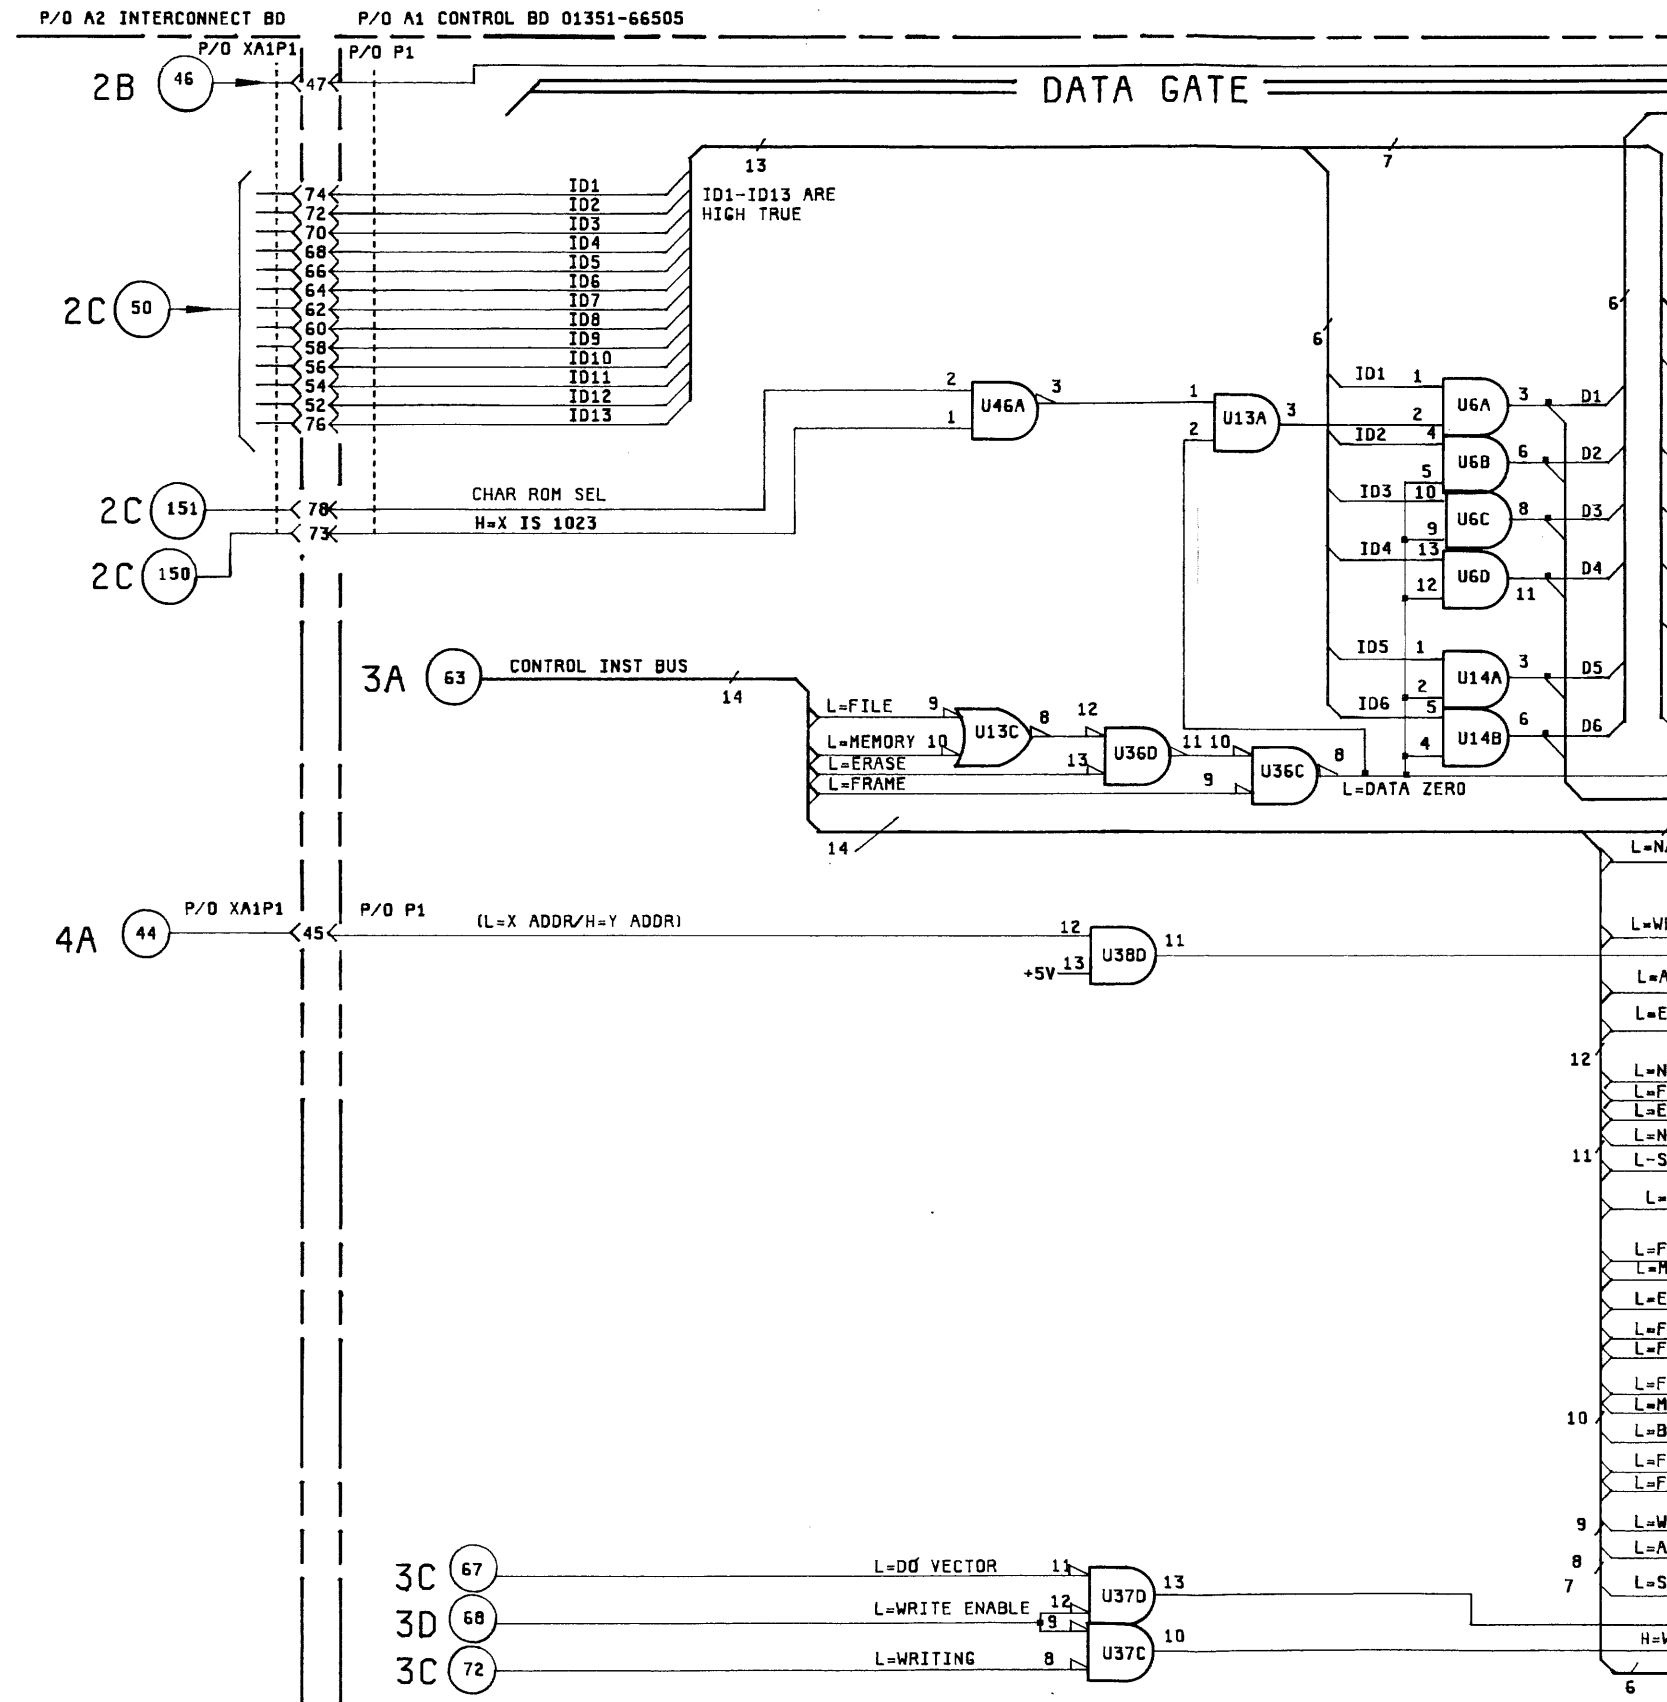 P/O A2 INTERCONNECT BD
P/O A1 CONTROL BD 01351-66505
P/O XA1P1
P/O P1
2B 46 47
DATA GATE
13
7
ID1-ID13 ARE
HIGH TRUE
2C 50
74 ID1
72 ID2
70 ID3
68 ID4
66 ID5
64 ID6
62 ID7
60 ID8
58 ID9
56 ID10
54 ID11
52 ID12
76 ID13
6
6
2 1 U46A 3
1 2 U13A 3
ID1 1 2 U6A 3 D1
ID2 4 5 U6B 6 D2
ID3 10 9 U6C 8 D3
ID4 13 12 U6D 11 D4
2C 151 78 CHAR ROM SEL
73 H=X IS 1023
2C 150
ID5 1 2 U14A 3 D5
ID6 5 4 U14B 6 D6
3A 63 CONTROL INST BUS
14
L=FILE 9
L=MEMORY 10
U13C 8
L=ERASE
L=FRAME
12 13 U36D 11
10 9 U36C 8
L=DATA ZERO
14
P/O XA1P1
P/O P1
4A 44 45 (L=X ADDR/H=Y ADDR)
12 U38D 11
+5V 13
L=N
L=W
L=A
L=E
12
L=N
L=F
L=E
L=N
11
L-S
L=
L=F
L=M
L=E
L=F
L=F
L=F
L=M
10
L=B
L=F
L=F
9
L=W
L=A
8
7
L=S
3C 67 L=DO VECTOR 11
U37D 13
3D 68 L=WRITE ENABLE 12
9
U37C 10
3C 72 L=WRITING 8
H=
6